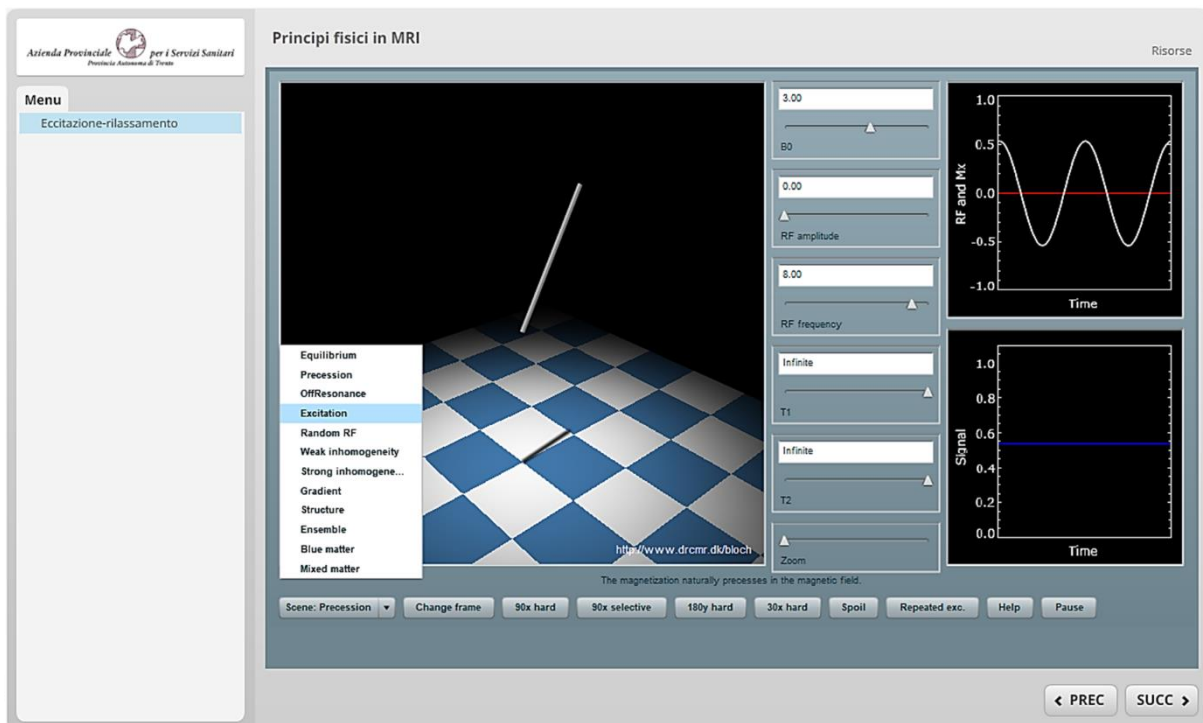 Azienda Provinciale per i Servizi Sanitari
Provincia Autonoma di Trento
Principi fisici in MRI
Risorse
Menu
Eccitazione-rilassamento
3.00
B0
0.00
RF amplitude
8.00
RF frequency
Infinite
T1
Infinite
T2
Zoom
1.0
0.5
0.0
-0.5
-1.0
RF and Mx
Time
1.0
0.8
0.6
0.4
0.2
0.0
Signal
Time
Equilibrium
Precession
OffResonance
Excitation
Random RF
Weak inhomogeneity
Strong inhomogene...
Gradient
Structure
Ensemble
Blue matter
Mixed matter
http://www.drcmr.dk/bloch
The magnetization naturally precesses in the magnetic field.
Scene: Precession Change frame 90x hard 90x selective 180y hard 30x hard Spoil Repeated exc. Help Pause
PREC SUCC